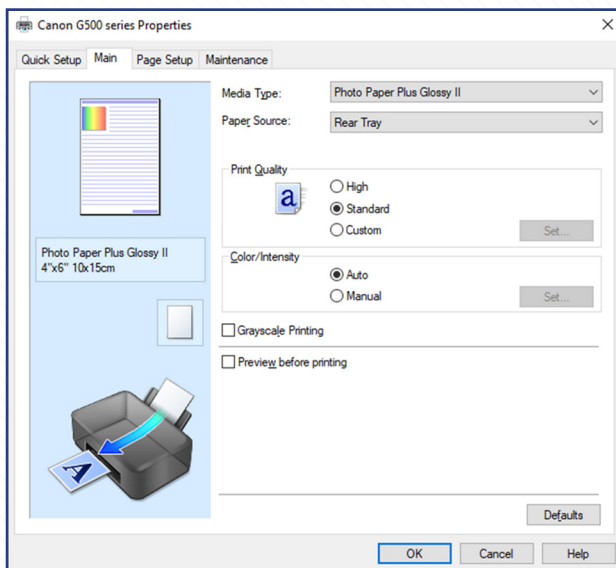 Canon G500 series Properties
Quick Setup Main Page Setup Maintenance
Media Type: Photo Paper Plus Glossy II
Paper Source: Rear Tray
Print Quality
a
High
Standard
Custom Set...
Photo Paper Plus Glossy II
4"x6" 10x15cm
Color/Intensity
Auto
Manual Set...
Grayscale Printing
Preview before printing
A
Defaults
OK Cancel Help